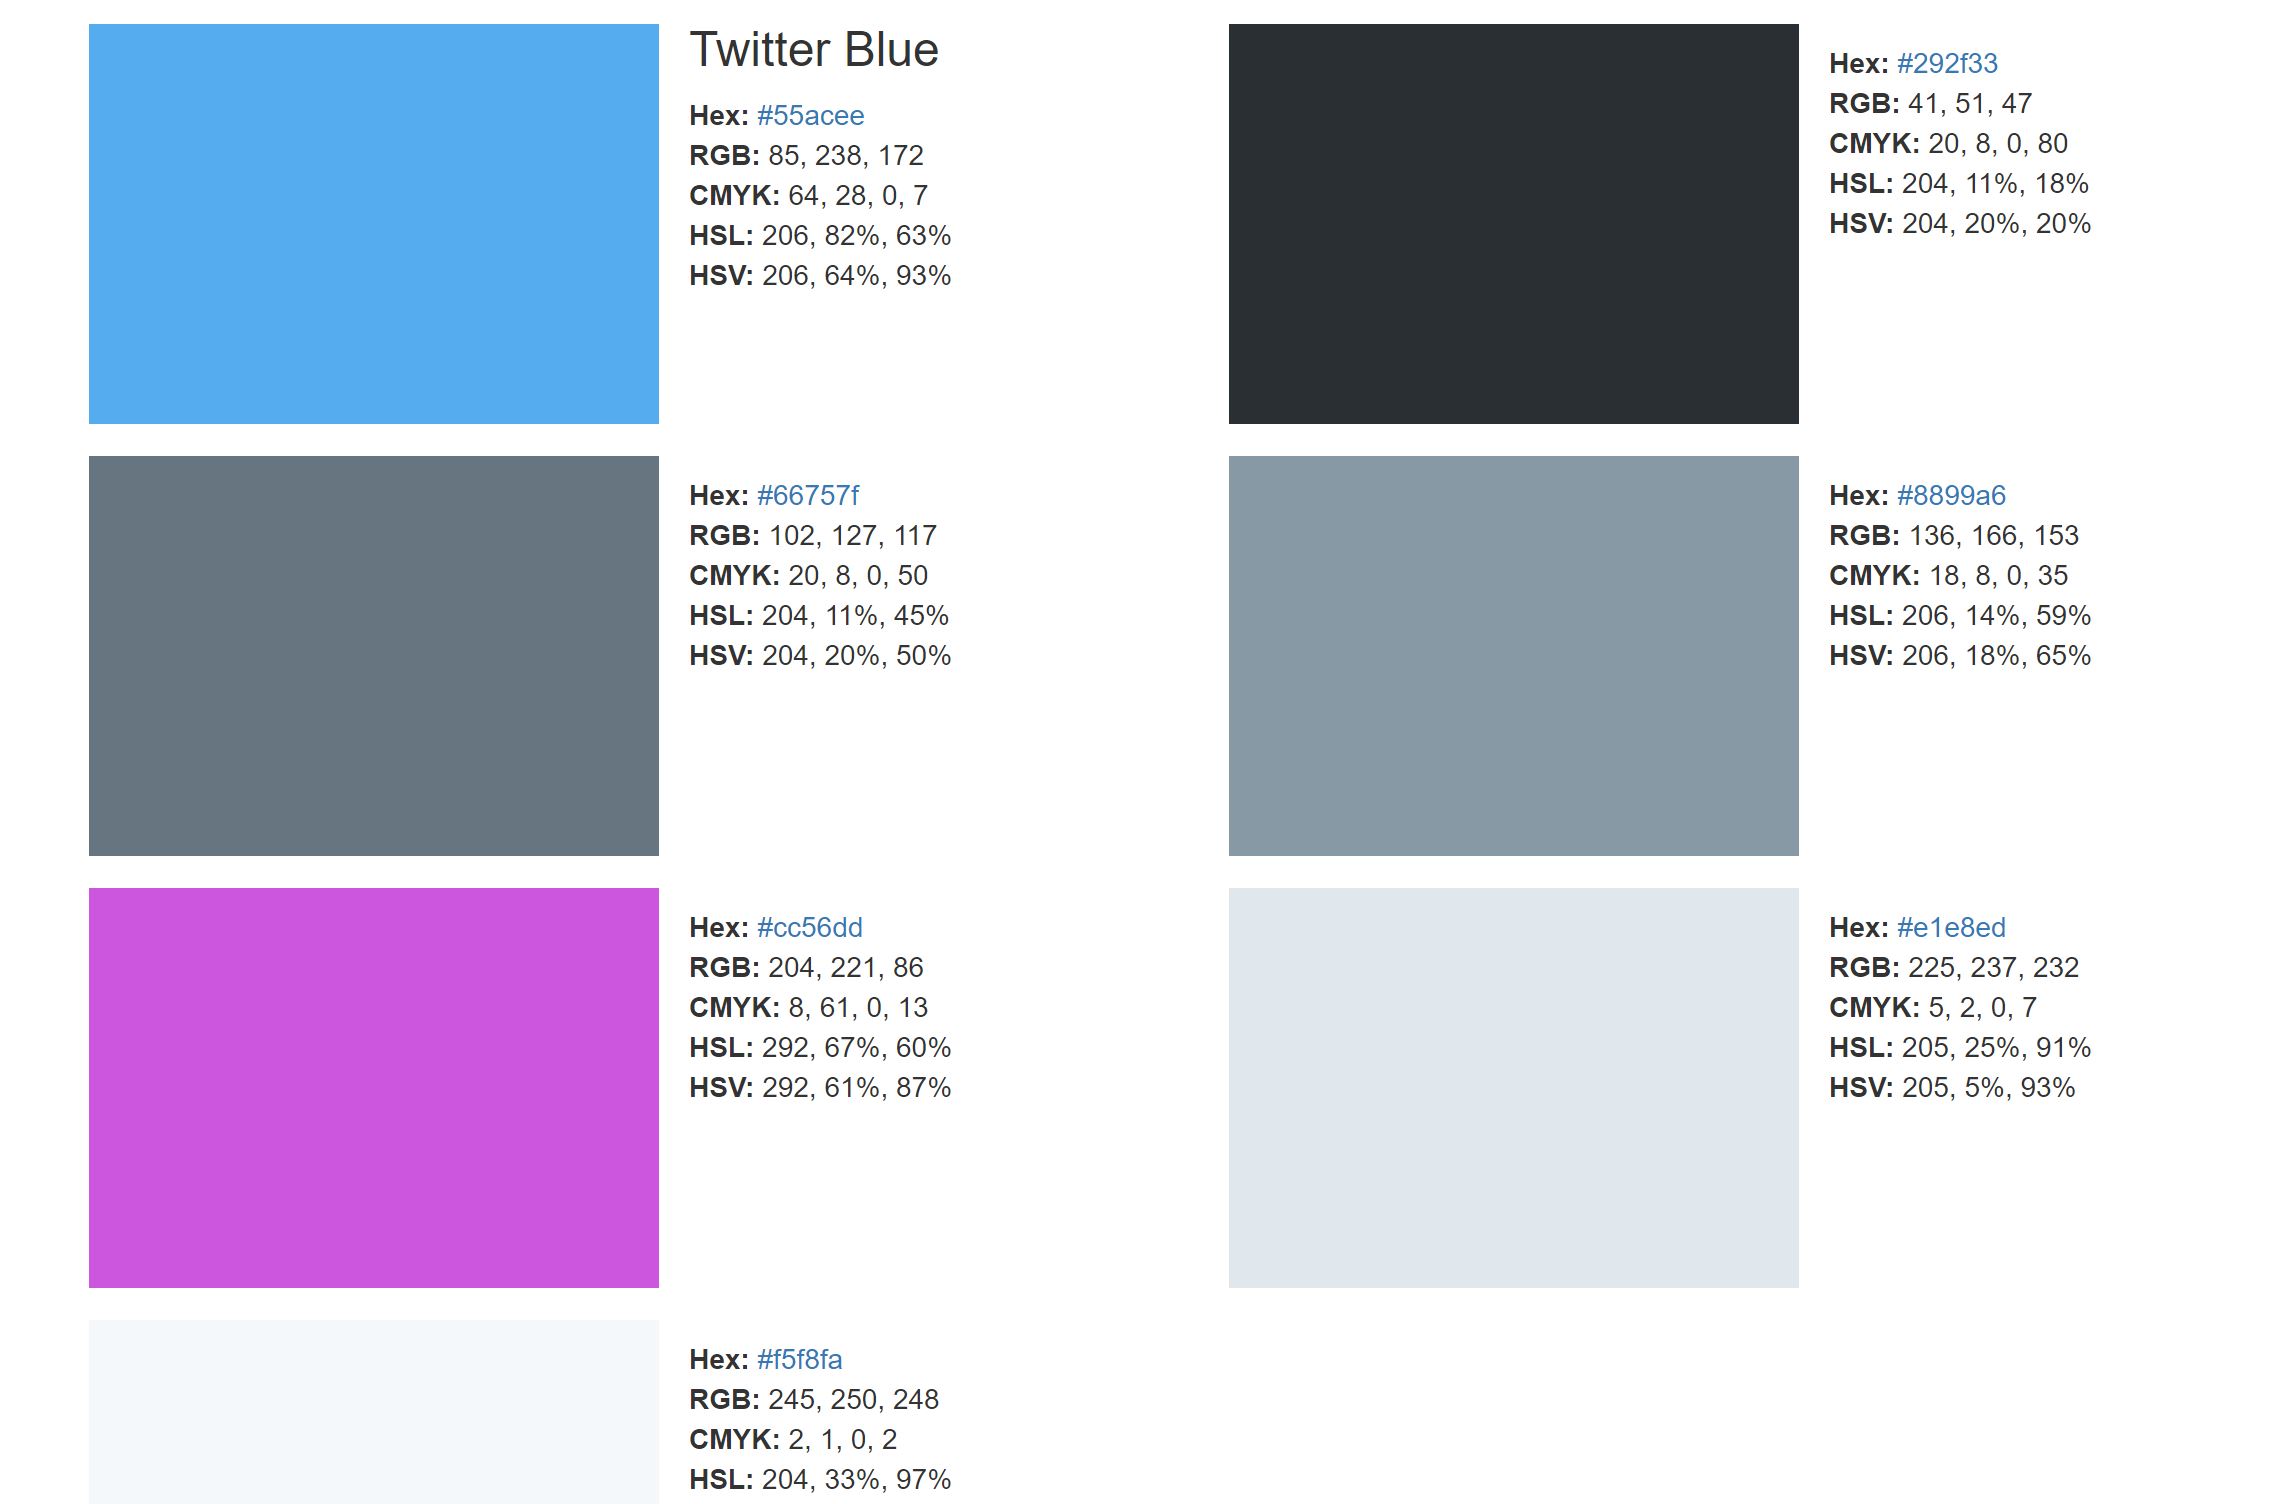 Twitter Blue
Hex: #55acee
RGB: 85, 238, 172
CMYK: 64, 28, 0, 7
HSL: 206, 82%, 63%
HSV: 206, 64%, 93%
Hex: #292f33
RGB: 41, 51, 47
CMYK: 20, 8, 0, 80
HSL: 204, 11%, 18%
HSV: 204, 20%, 20%
Hex: #66757f
RGB: 102, 127, 117
CMYK: 20, 8, 0, 50
HSL: 204, 11%, 45%
HSV: 204, 20%, 50%
Hex: #8899a6
RGB: 136, 166, 153
CMYK: 18, 8, 0, 35
HSL: 206, 14%, 59%
HSV: 206, 18%, 65%
Hex: #cc56dd
RGB: 204, 221, 86
CMYK: 8, 61, 0, 13
HSL: 292, 67%, 60%
HSV: 292, 61%, 87%
Hex: #e1e8ed
RGB: 225, 237, 232
CMYK: 5, 2, 0, 7
HSL: 205, 25%, 91%
HSV: 205, 5%, 93%
Hex: #f5f8fa
RGB: 245, 250, 248
CMYK: 2, 1, 0, 2
HSL: 204, 33%, 97%